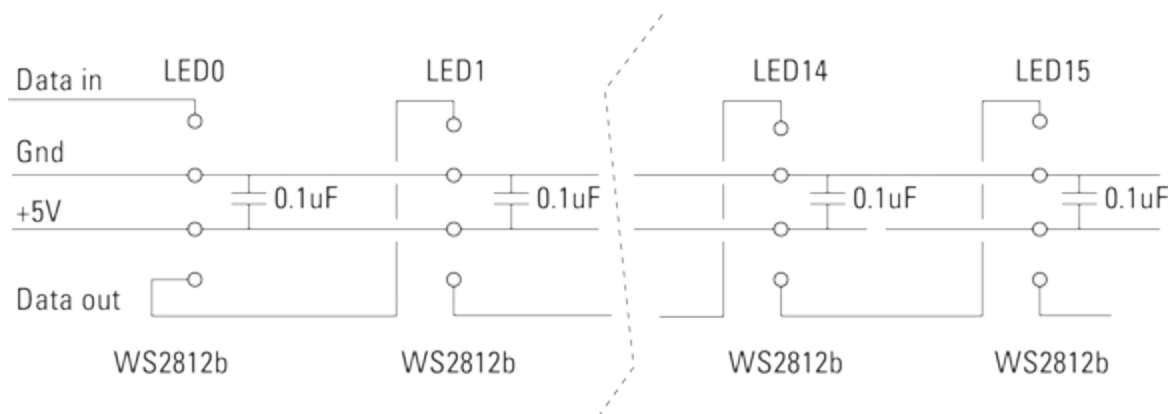 LED0 LED1 LED14 LED15
Data in
Gnd
0.1uF 0.1uF 0.1uF 0.1uF
+5V
Data out
WS2812b WS2812b WS2812b WS2812b